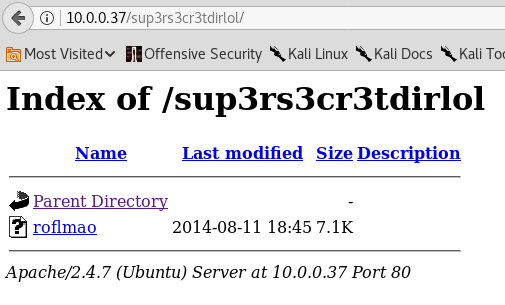 10.0.0.37/sup3rs3cr3tdirlol/
Most Visited Offensive Security Kali Linux Kali Docs Kali Too
Index of /sup3rs3cr3tdirlol
Name Last modified Size Description
Parent Directory -
roflmao 2014-08-11 18:45 7.1K
Apache/2.4.7 (Ubuntu) Server at 10.0.0.37 Port 80